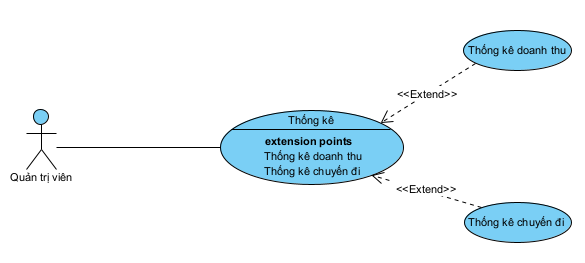 Thống kê doanh thu
<<Extend>>
Thống kê
extension points
Thống kê doanh thu
Thống kê chuyến đi
Quản trị viên
<<Extend>>
Thống kê chuyến đi